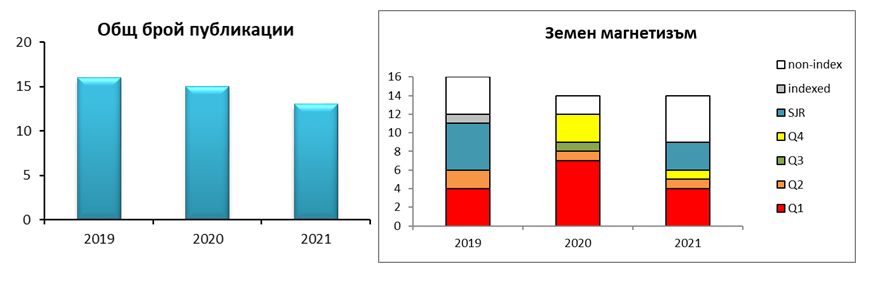 Общ брой публикации
20
15
10
5
0
2019 2020 2021
Земен магнетизъм
16
14
12
10
8
6
4
2
0
2019 2020 2021
non-index
indexed
SJR
Q4
Q3
Q2
Q1